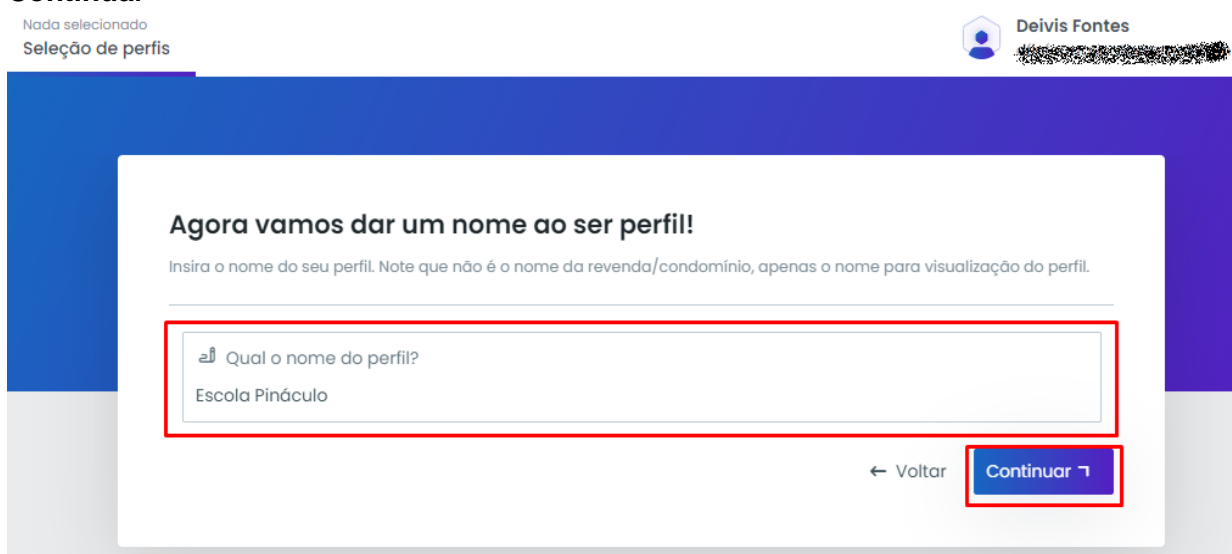 Continuar
Nada selecionado
Seleção de perfis
Deivis Fontes
Agora vamos dar um nome ao ser perfil!
Insira o nome do seu perfil. Note que não é o nome da revenda/condomínio, apenas o nome para visualização do perfil.
Qual o nome do perfil?
Escola Pináculo
← Voltar
Continuar